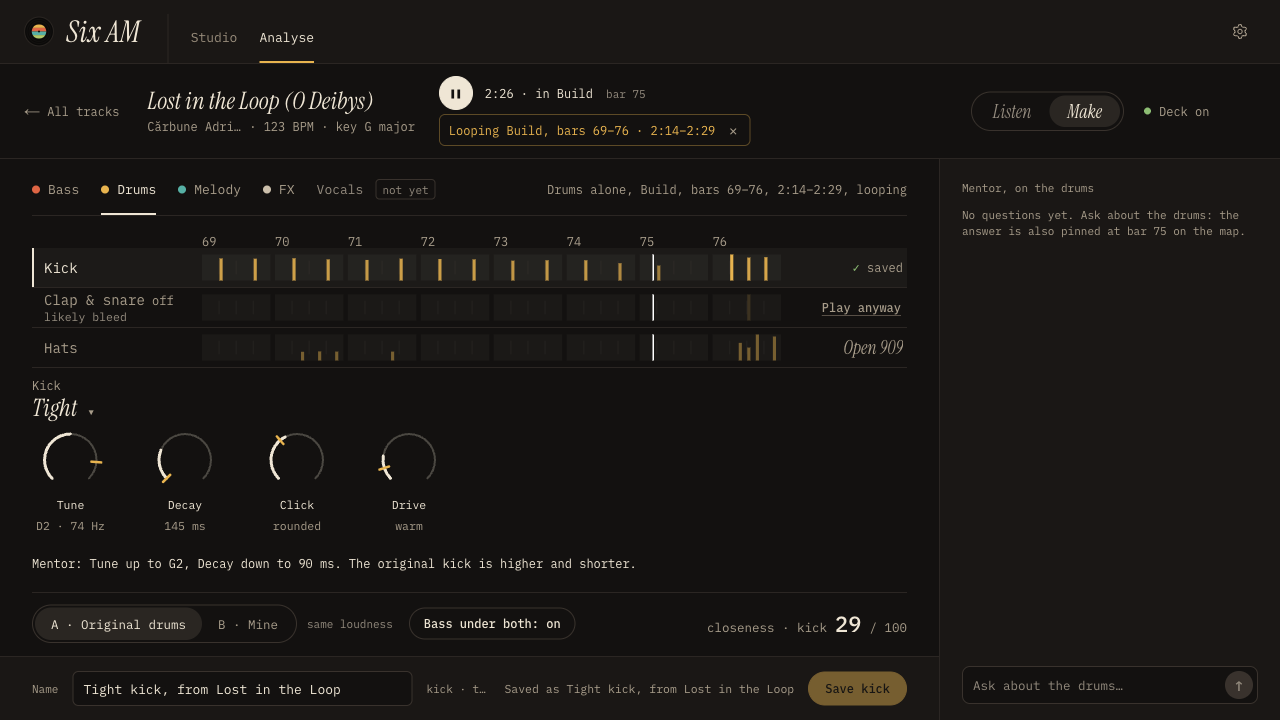 Six AM
Studio
Analyse
← All tracks
Lost in the Loop (O Deibys)
Cărbune Adri… · 123 BPM · key G major
2:26 · in Build bar 75
Looping Build, bars 69–76 · 2:14–2:29 ×
Listen
Make
Deck on
Bass
Drums
Melody
FX
Vocals not yet
Drums alone, Build, bars 69–76, 2:14–2:29, looping
69 70 71 72 73 74 75 76
Kick
✓ saved
Clap & snare off
likely bleed
Play anyway
Hats
Open 909
Kick
Tight ▾
Tune Decay Click Drive
D2 · 74 Hz 145 ms rounded warm
Mentor: Tune up to G2, Decay down to 90 ms. The original kick is higher and shorter.
A · Original drums
B · Mine
same loudness
Bass under both: on
closeness · kick 29 / 100
Name
Tight kick, from Lost in the Loop
kick · t…
Saved as Tight kick, from Lost in the Loop
Save kick
Mentor, on the drums
No questions yet. Ask about the drums: the
answer is also pinned at bar 75 on the map.
Ask about the drums…
↑